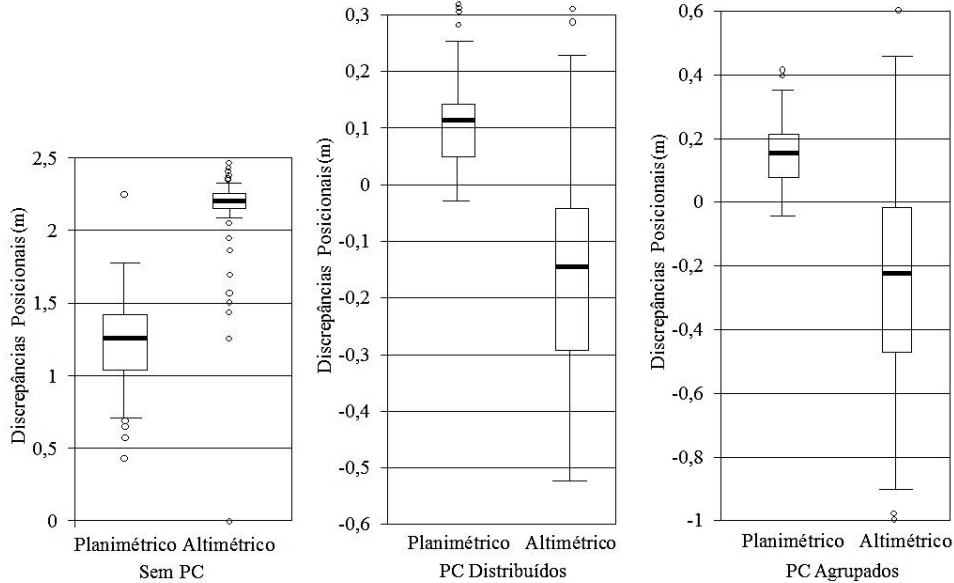 Discrepâncias Posicionais (m)
2,5
2
1,5
1
0,5
0
Planimétrico Altimétrico
Sem PC
Discrepâncias Posicionais (m)
0,3
0,2
0,1
0
-0,1
-0,2
-0,3
-0,4
-0,5
-0,6
Planimétrico Altimétrico
PC Distribuídos
Discrepâncias Posicionais (m)
0,6
0,4
0,2
0
-0,2
-0,4
-0,6
-0,8
-1
Planimétrico Altimétrico
PC Agrupados